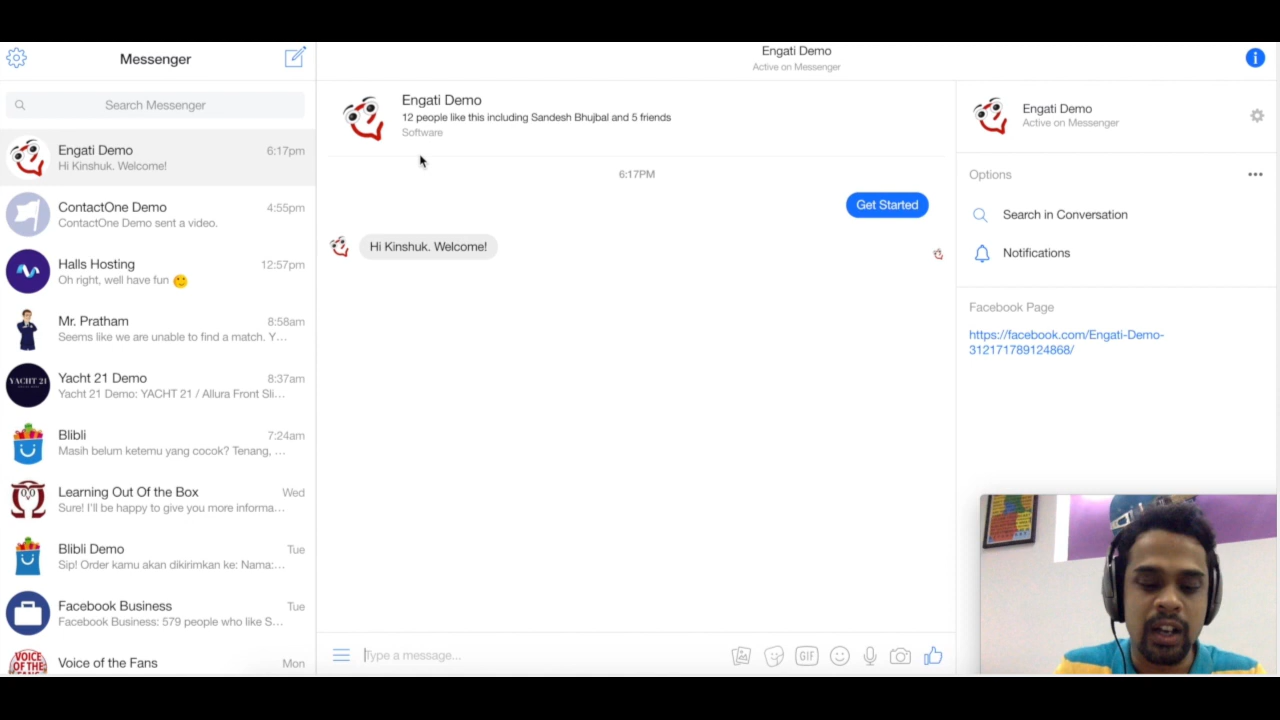 Messenger
Search Messenger
Engati Demo
6:17pm
Hi Kinshuk. Welcome!
ContactOne Demo
4:55pm
ContactOne Demo sent a video.
Halls Hosting
12:57pm
Oh right, well have fun 🙂
Mr. Pratham
8:58am
Seems like we are unable to find a match. Y...
YACHT 21
Yacht 21 Demo
8:37am
Yacht 21 Demo: YACHT 21 / Allura Front Sli...
Blibli
7:24am
Masih belum ketemu yang cocok? Tenang, ...
Learning Out Of the Box
Wed
Sure! I'll be happy to give you more informa...
Blibli Demo
Tue
Sip! Order kamu akan dikirimkan ke: Nama:...
Facebook Business
Tue
Facebook Business: 579 people who like S...
VOICE
OF THE
FANS
Voice of the Fans
Mon
Engati Demo
Active on Messenger
Engati Demo
12 people like this including Sandesh Bhujbal and 5 friends
Software
6:17PM
Get Started
Hi Kinshuk. Welcome!
Type a message...
GIF
Engati Demo
Active on Messenger
Options
Search in Conversation
Notifications
Facebook Page
https://facebook.com/Engati-Demo-
312171789124868/